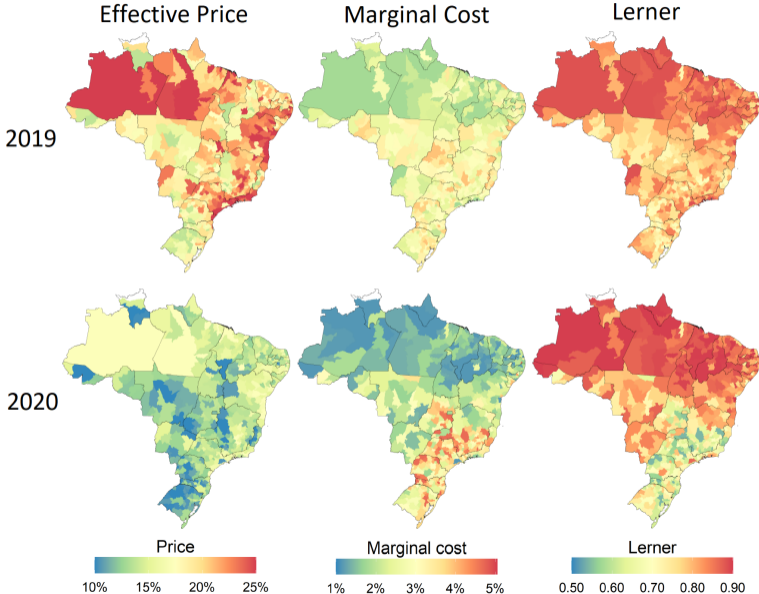 Effective Price Marginal Cost Lerner
2019
2020
Price Marginal cost Lerner
10% 15% 20% 25% 1% 2% 3% 4% 5% 0.50 0.60 0.70 0.80 0.90